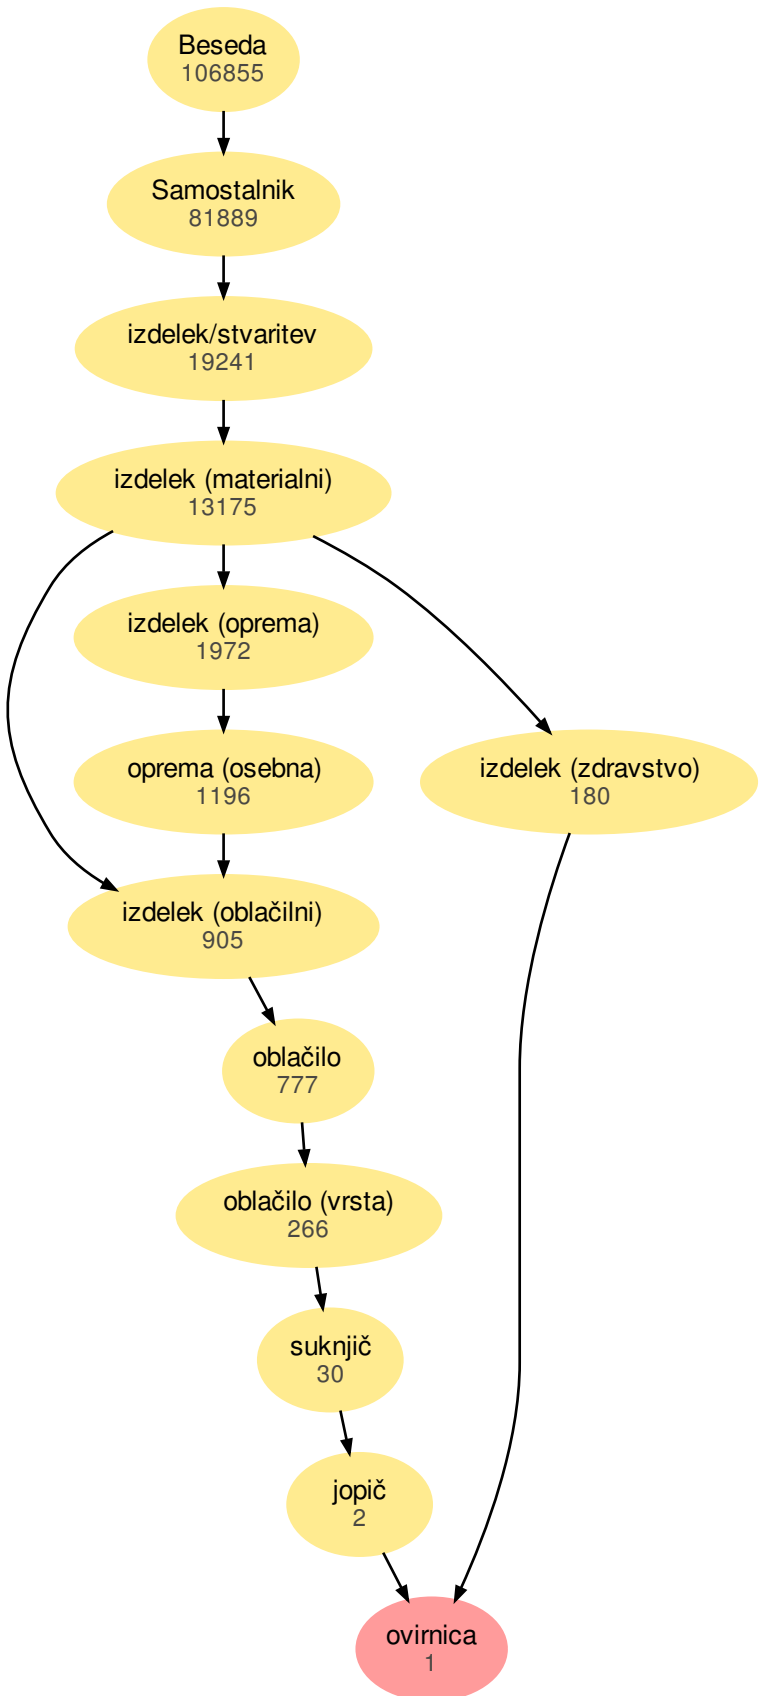 Beseda
106855
Samostalnik
81889
izdelek/stvaritev
19241
izdelek (materialni)
13175
izdelek (oprema)
1972
oprema (osebna)
1196
izdelek (zdravstvo)
180
izdelek (oblačilni)
905
oblačilo
777
oblačilo (vrsta)
266
suknjič
30
jopič
2
ovirnica
1